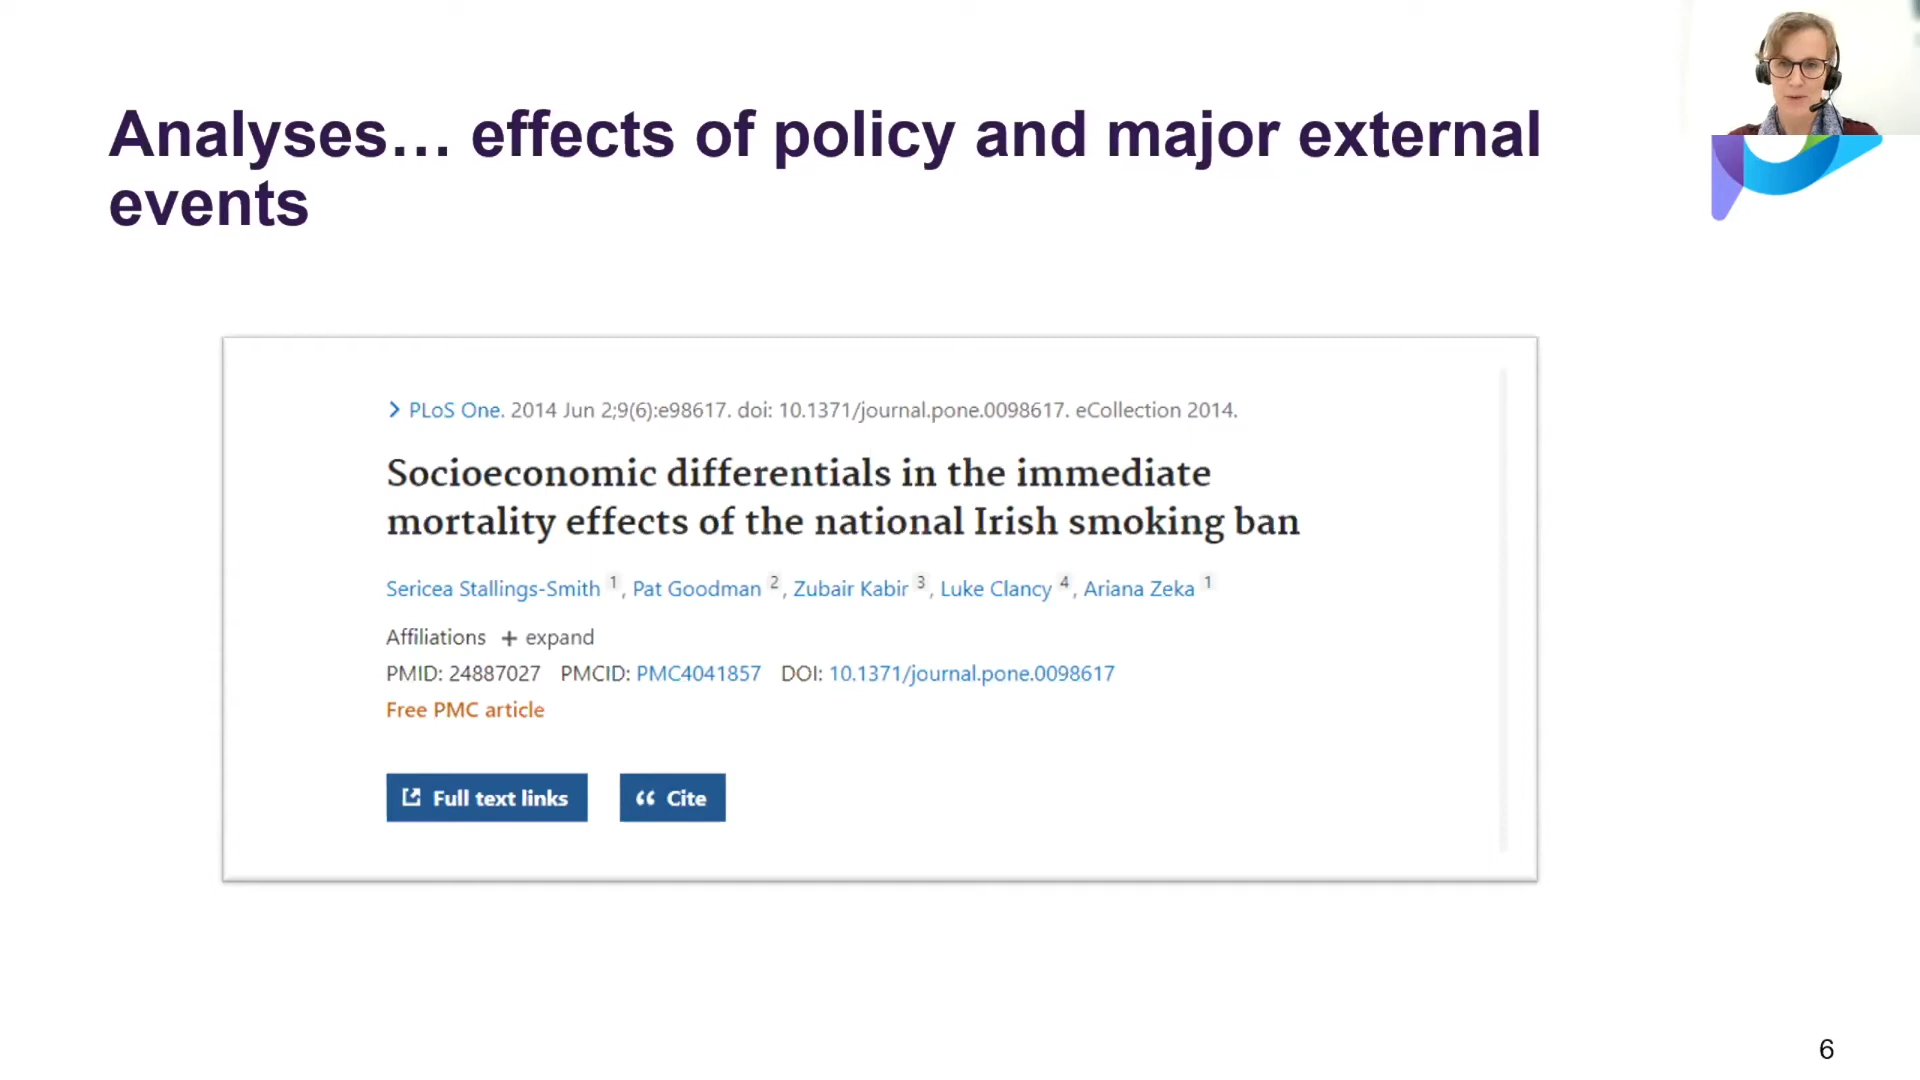 Analyses… effects of policy and major external
events
PLoS One. 2014 Jun 2;9(6):e98617. doi: 10.1371/journal.pone.0098617. eCollection 2014.
Socioeconomic differentials in the immediate
mortality effects of the national Irish smoking ban
Sericea Stallings-Smith 1, Pat Goodman 2, Zubair Kabir 3, Luke Clancy 4, Ariana Zeka 1
Affiliations + expand
PMID: 24887027 PMCID: PMC4041857 DOI: 10.1371/journal.pone.0098617
Free PMC article
Full text links “ Cite
6